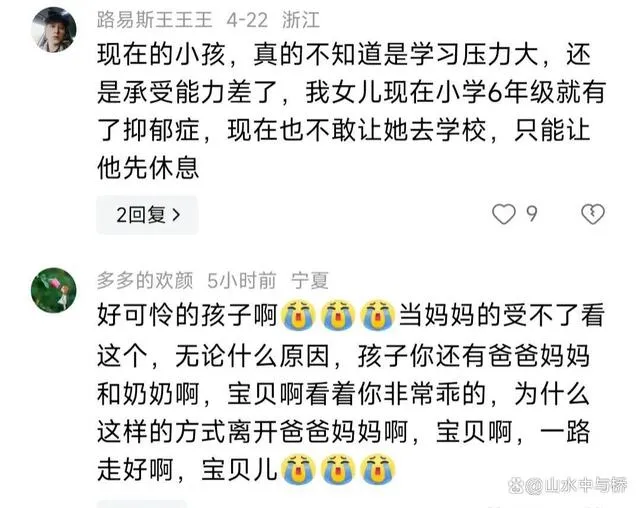 路易斯王王王 4-22 浙江
现在的小孩，真的不知道是学习压力大，还
是承受能力差了，我女儿现在小学6年级就有
了抑郁症，现在也不敢让她去学校，只能让
他先休息
2回复 >
9
多多的欢颜 5小时前 宁夏
好可怜的孩子啊😭😭😭当妈妈的受不了看
这个，无论什么原因，孩子你还有爸爸妈妈
和奶奶啊，宝贝啊看着你非常乖的，为什么
这样的方式离开爸爸妈妈啊，宝贝啊，一路
走好啊，宝贝儿😭😭😭
@山水中与桥